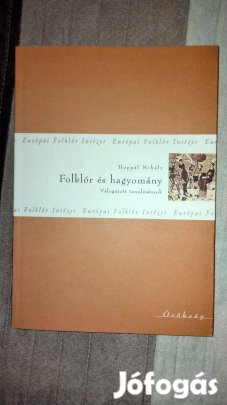 Európai Folklór Intézet Európai Folklór Intézet Eur
Hoppál Mihály
Folklór és hagyomány
Válogatott tanulmányok
Európai Folklór Intézet Európai Folklór Intézet
Örökség
Jófogás